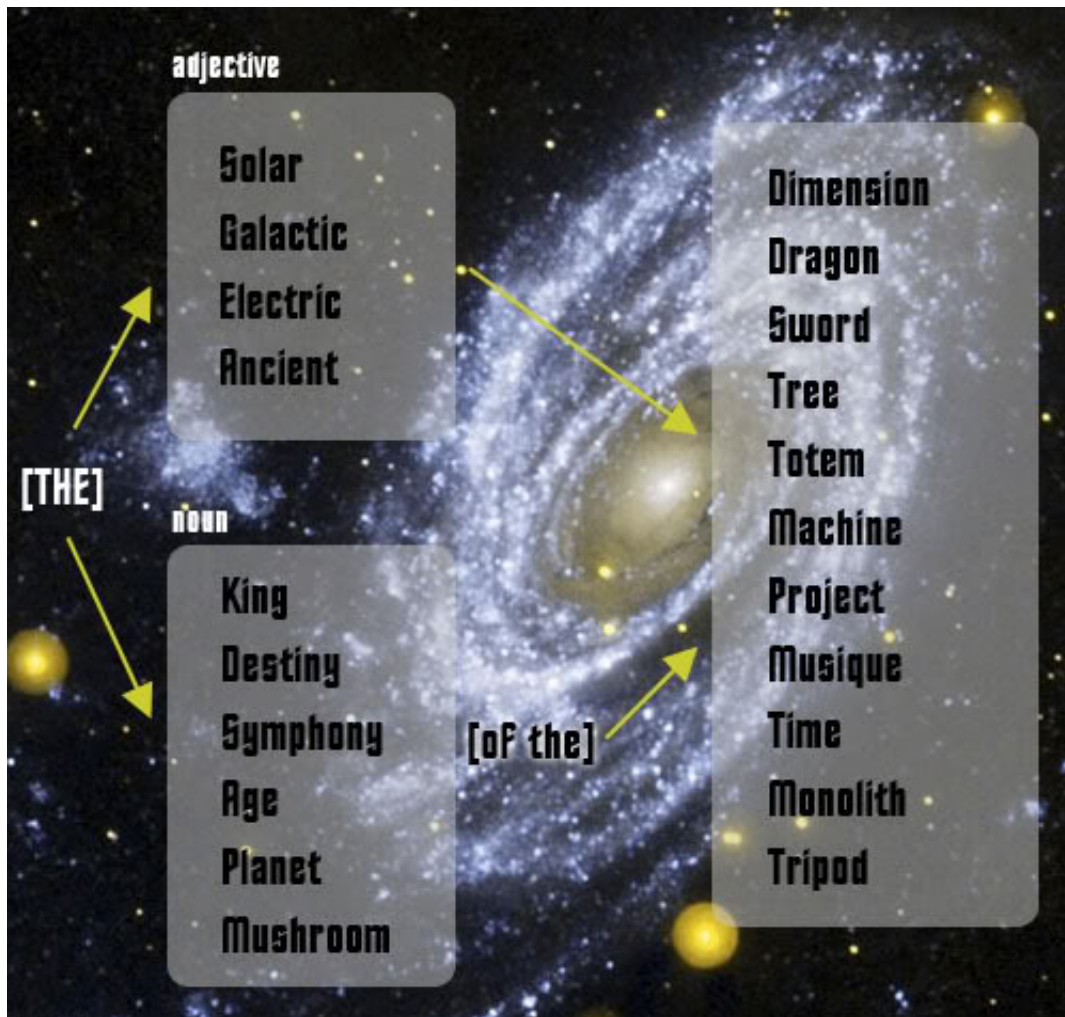 adjective
Solar
Galactic
Electric
Ancient
[THE]
noun
King
Destiny
Symphony
Age
Planet
Mushroom
[of the]
Dimension
Dragon
Sword
Tree
Totem
Machine
Project
Musique
Time
Monolith
Tripod